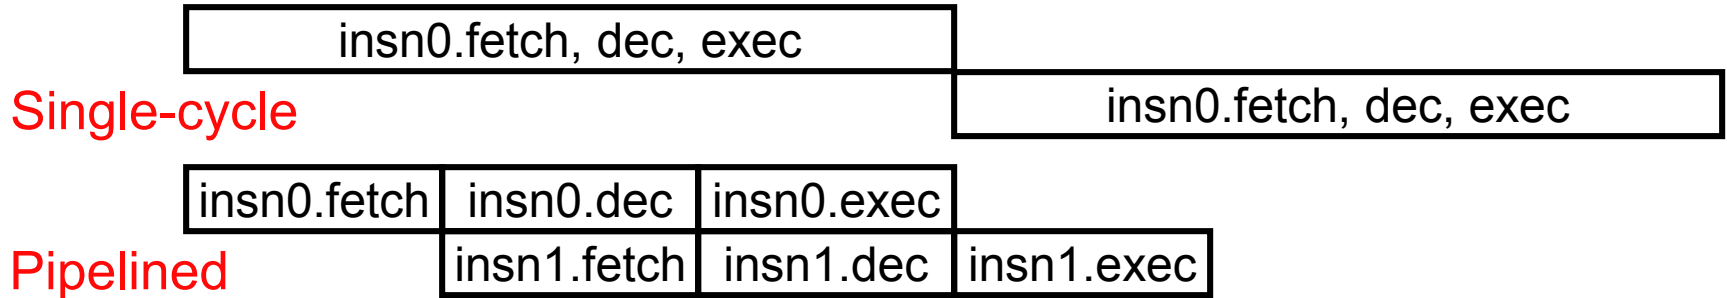 insn0.fetch, dec, exec
Single-cycle
insn0.fetch, dec, exec
insn0.fetch insn0.dec insn0.exec
Pipelined
insn1.fetch insn1.dec insn1.exec